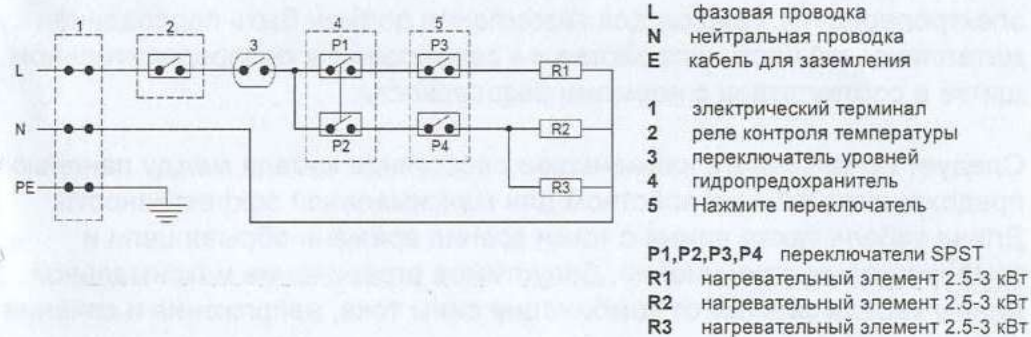 1
2
3
4
5
P1
P3
L
R1
N
R2
P2
P4
PE
R3
L фазовая проводка
N нейтральная проводка
E кабель для заземления
1 электрический терминал
2 реле контроля температуры
3 переключатель уровней
4 гидропредохранитель
5 Нажмите переключатель
P1,P2,P3,P4 переключатели SPST
R1 нагревательный элемент 2.5-3 кВт
R2 нагревательный элемент 2.5-3 кВт
R3 нагревательный элемент 2.5-3 кВт